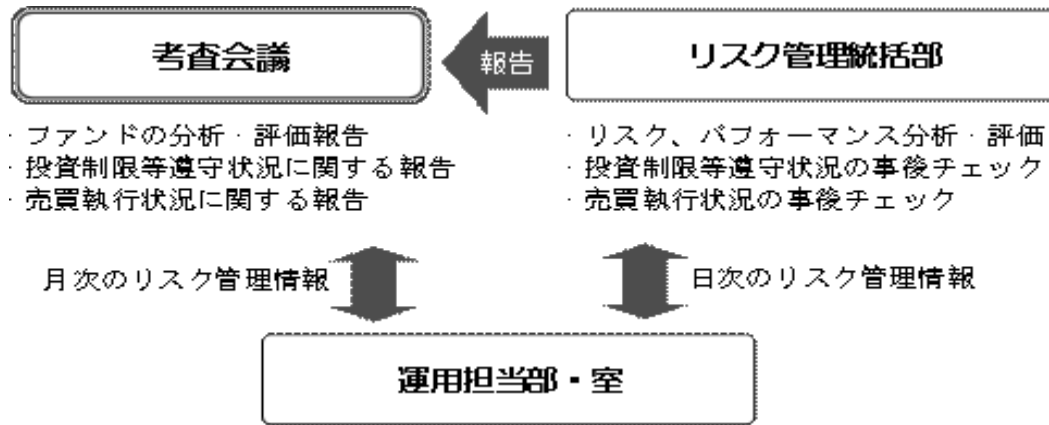 考査会議
報告
リスク管理統括部
・ファンドの分析・評価報告
・投資制限等遵守状況に関する報告
・売買執行状況に関する報告
・リスク、パフォーマンス分析・評価
・投資制限等遵守状況の事後チェック
・売買執行状況の事後チェック
月次のリスク管理情報
日次のリスク管理情報
運用担当部・室